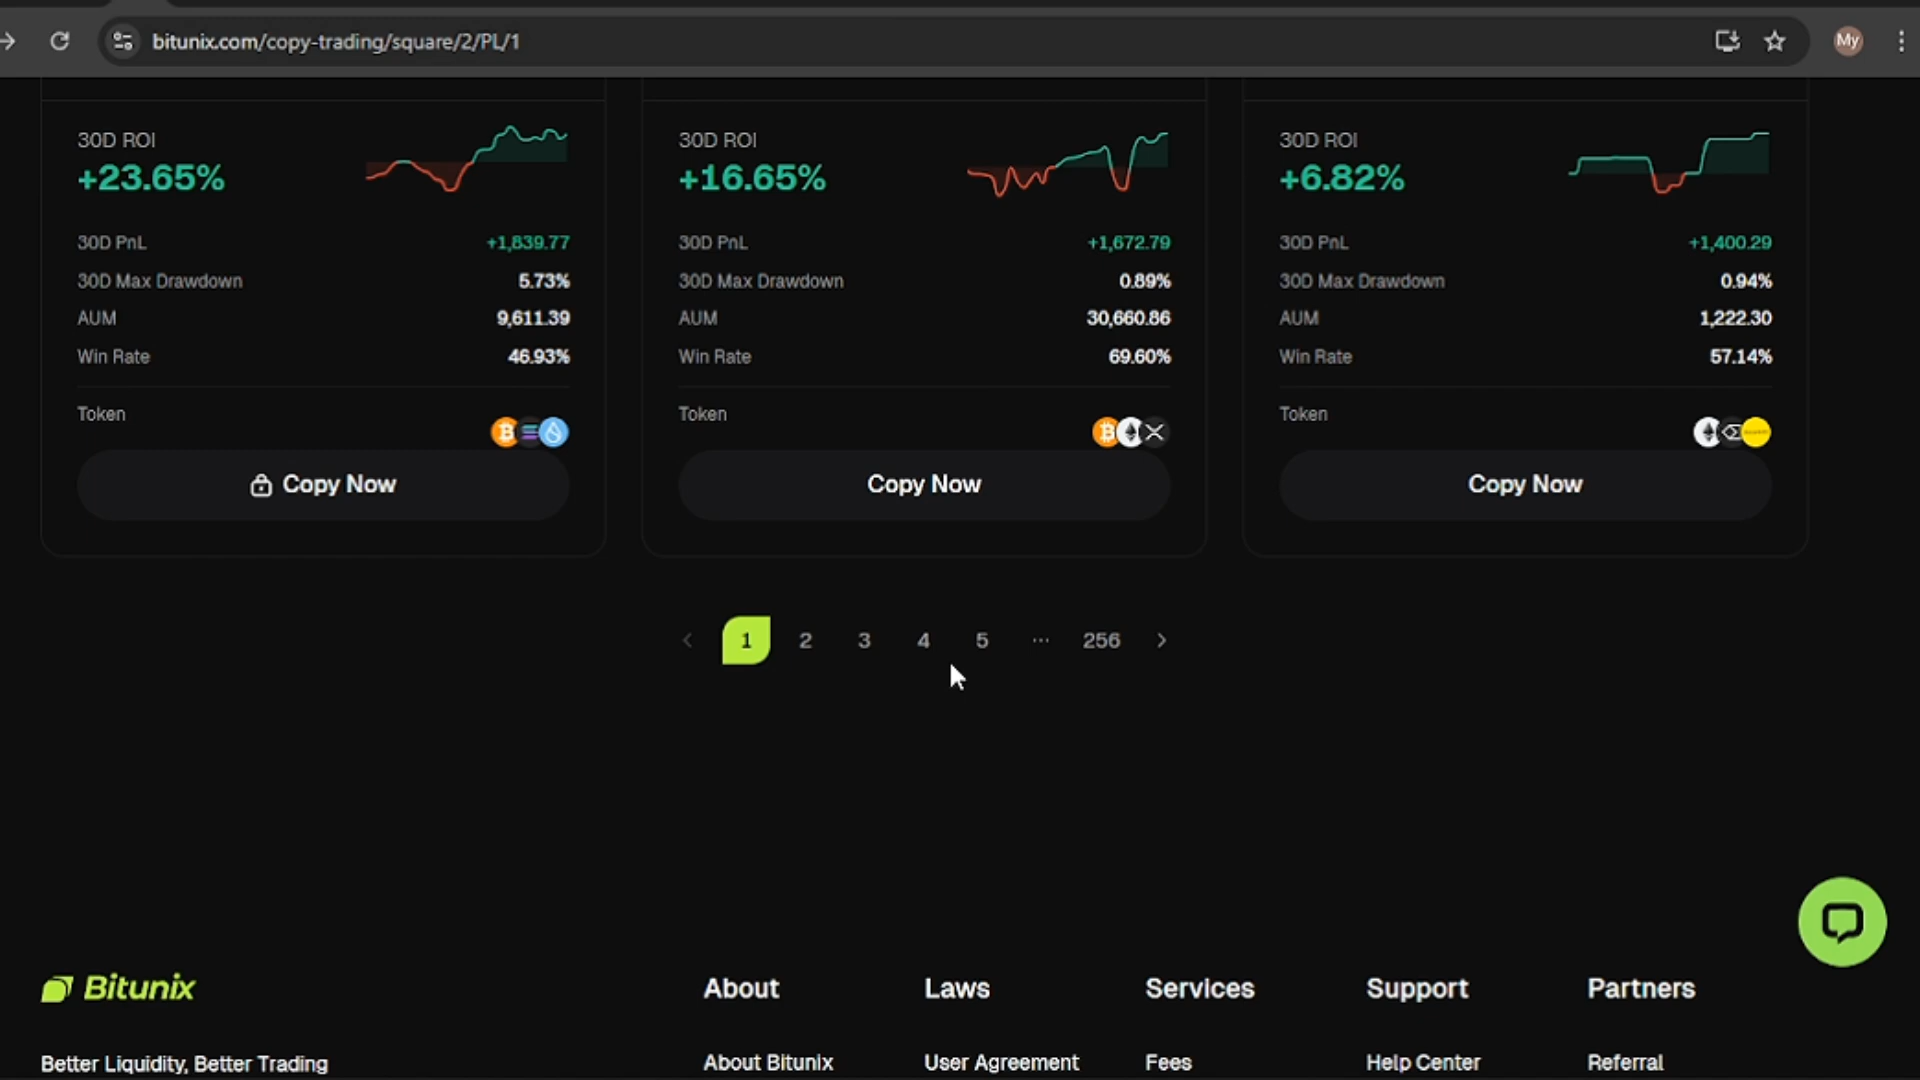 bitunix.com/copy-trading/square/2/PL/1
My
30D ROI
+23.65%
30D PnL +1,839.77
30D Max Drawdown 5.73%
AUM 9,611.39
Win Rate 46.93%
Token
Copy Now
30D ROI
+16.65%
30D PnL +1,672.79
30D Max Drawdown 0.89%
AUM 30,660.86
Win Rate 69.60%
Token
Copy Now
30D ROI
+6.82%
30D PnL +1,400.29
30D Max Drawdown 0.94%
AUM 1,222.30
Win Rate 57.14%
Token
Copy Now
1 2 3 4 5 ... 256
Bitunix
Better Liquidity, Better Trading
About
About Bitunix
Laws
User Agreement
Services
Fees
Support
Help Center
Partners
Referral